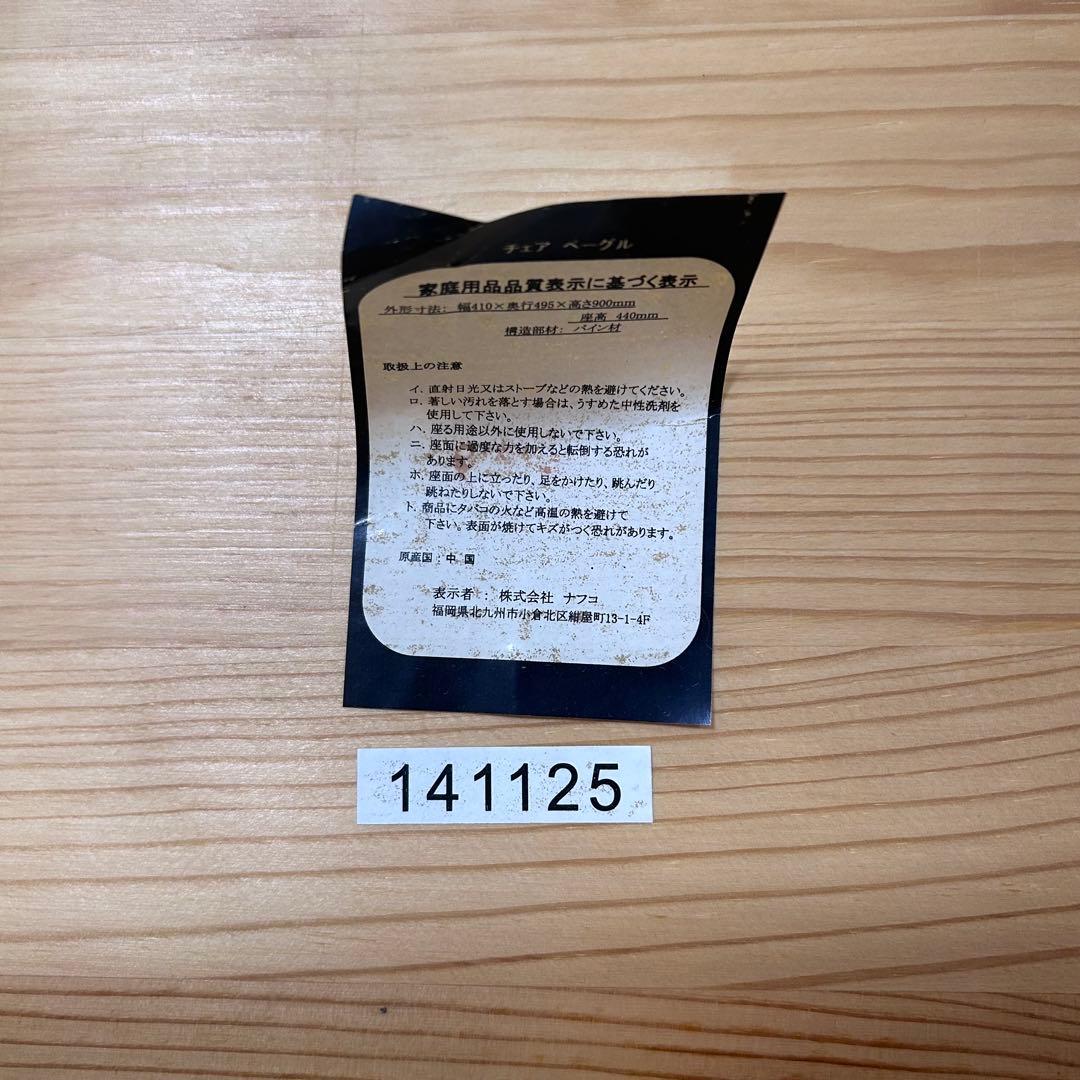 チェア ベーグル
家庭用品品質表示に基づく表示
外形寸法: 幅410×奥行495×高さ900mm
座高 440mm
構造部材: パイン材
取扱上の注意
イ. 直射日光又はストーブなどの熱を避けてください。
ロ. 著しい汚れを落とす場合は、うすめた中性洗剤を
使用して下さい。
ハ. 座る用途以外に使用しないで下さい。
ニ. 座面に過度な力を加えると転倒する恐れが
あります。
ホ. 座面の上に立ったり、足をかけたり、跳んだり
跳ねたりしないで下さい。
ト. 商品にタバコの火など高温の熱を避けて
下さい。表面が焼けてキズがつく恐れがあります。
原産国 : 中 国
表示者 : 株式会社 ナフコ
福岡県北九州市小倉北区紺屋町13-1-4F
141125